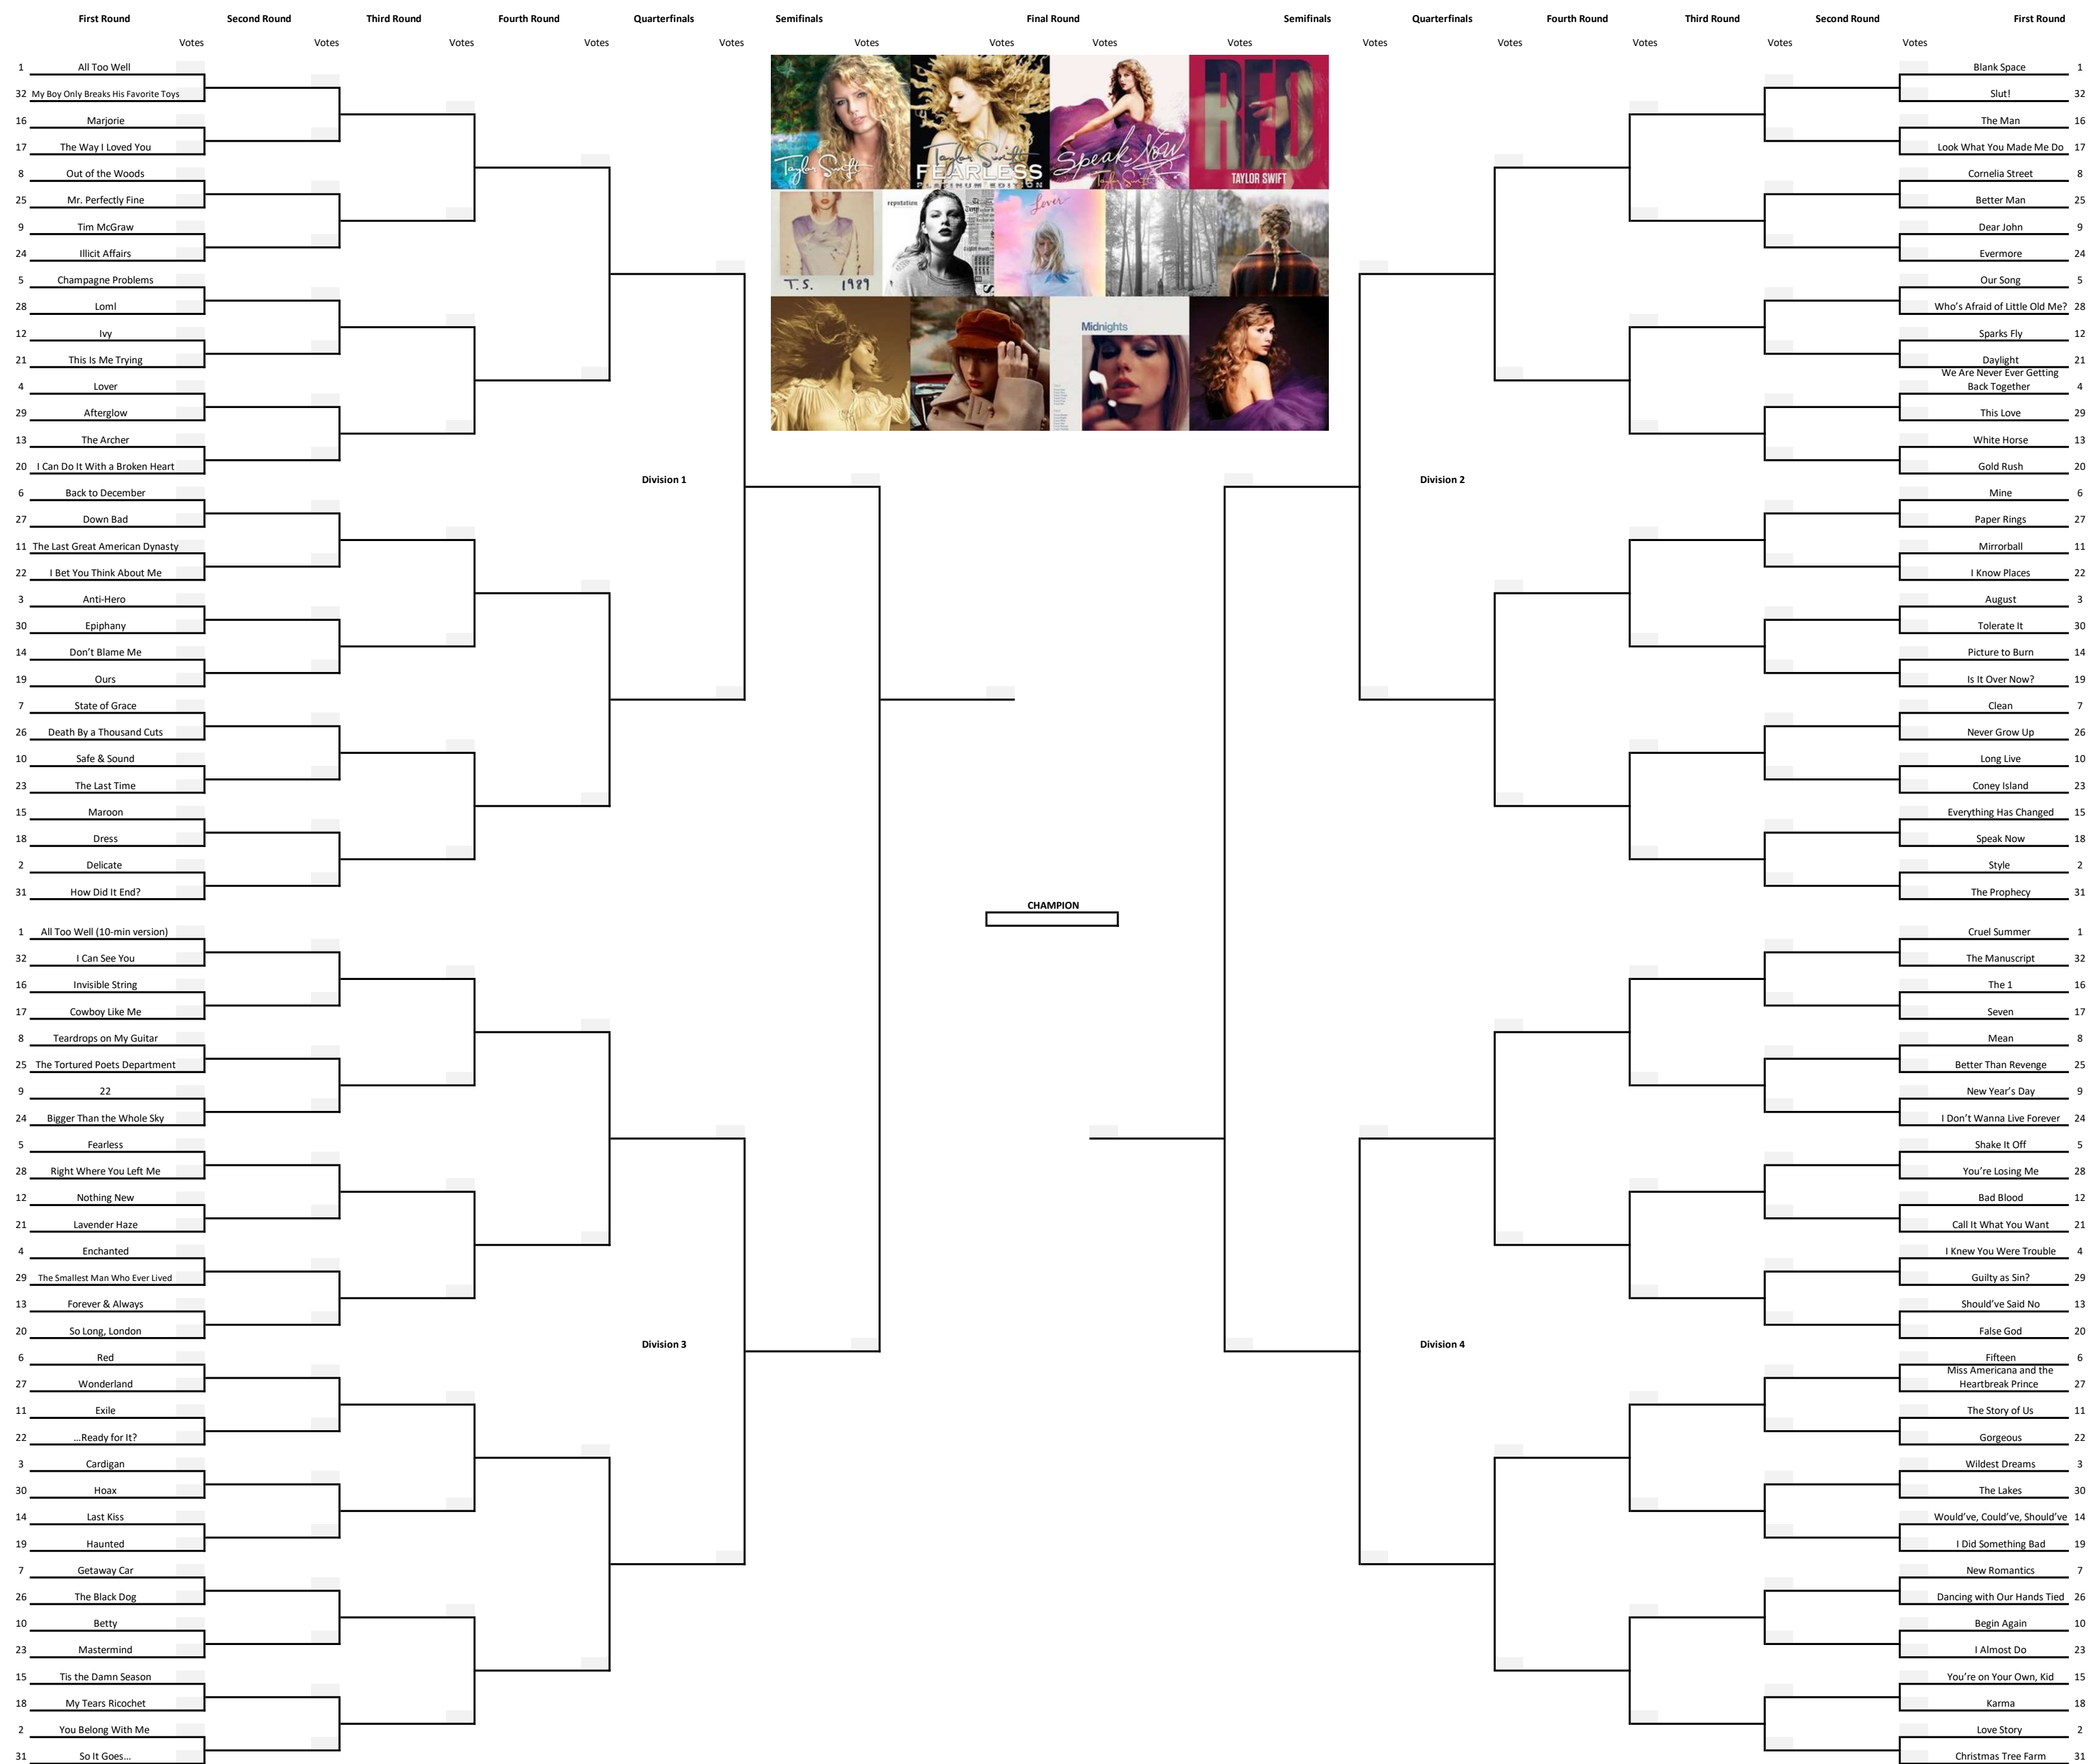 First Round Second Round Third Round Fourth Round Quarterfinals Semifinals Final Round Semifinals Quarterfinals Fourth Round Third Round Second Round First Round
Votes Votes Votes Votes Votes Votes Votes Votes Votes Votes Votes Votes Votes Votes
1 All Too Well
32 My Boy Only Breaks His Favorite Toys
16 Marjorie
17 The Way I Loved You
8 Out of the Woods
25 Mr. Perfectly Fine
9 Tim McGraw
24 Illicit Affairs
5 Champagne Problems
28 Loml
12 Ivy
21 This Is Me Trying
4 Lover
29 Afterglow
13 The Archer
20 I Can Do It With a Broken Heart
6 Back to December
27 Down Bad
11 The Last Great American Dynasty
22 I Bet You Think About Me
3 Anti-Hero
30 Epiphany
14 Don't Blame Me
19 Ours
7 State of Grace
26 Death By a Thousand Cuts
10 Safe & Sound
23 The Last Time
15 Maroon
18 Dress
2 Delicate
31 How Did It End?
Division 1
1 All Too Well (10-min version)
32 I Can See You
16 Invisible String
17 Cowboy Like Me
8 Teardrops on My Guitar
25 The Tortured Poets Department
9 22
24 Bigger Than the Whole Sky
5 Fearless
28 Right Where You Left Me
12 Nothing New
21 Lavender Haze
4 Enchanted
29 The Smallest Man Who Ever Lived
13 Forever & Always
20 So Long, London
6 Red
27 Wonderland
11 Exile
22 …Ready for It?
3 Cardigan
30 Hoax
14 Last Kiss
19 Haunted
7 Getaway Car
26 The Black Dog
10 Betty
23 Mastermind
15 Tis the Damn Season
18 My Tears Ricochet
2 You Belong With Me
31 So It Goes…
Division 3
Taylor Swift
Taylor Swift
FEARLESS
PLATINUM EDITION
Speak Now
Taylor Swift
RED
TAYLOR SWIFT
T.S. 1989
reputation
Lover
Midnights
CHAMPION
Blank Space 1
Slut! 32
The Man 16
Look What You Made Me Do 17
Cornelia Street 8
Better Man 25
Dear John 9
Evermore 24
Our Song 5
Who's Afraid of Little Old Me? 28
Sparks Fly 12
Daylight 21
We Are Never Ever Getting
Back Together 4
This Love 29
White Horse 13
Gold Rush 20
Mine 6
Paper Rings 27
Mirrorball 11
I Know Places 22
August 3
Tolerate It 30
Picture to Burn 14
Is It Over Now? 19
Clean 7
Never Grow Up 26
Long Live 10
Coney Island 23
Everything Has Changed 15
Speak Now 18
Style 2
The Prophecy 31
Division 2
Cruel Summer 1
The Manuscript 32
The 1 16
Seven 17
Mean 8
Better Than Revenge 25
New Year's Day 9
I Don't Wanna Live Forever 24
Shake It Off 5
You're Losing Me 28
Bad Blood 12
Call It What You Want 21
I Knew You Were Trouble 4
Guilty as Sin? 29
Should've Said No 13
False God 20
Fifteen 6
Miss Americana and the
Heartbreak Prince 27
The Story of Us 11
Gorgeous 22
Wildest Dreams 3
The Lakes 30
Would've, Could've, Should've 14
I Did Something Bad 19
New Romantics 7
Dancing with Our Hands Tied 26
Begin Again 10
I Almost Do 23
You're on Your Own, Kid 15
Karma 18
Love Story 2
Christmas Tree Farm 31
Division 4